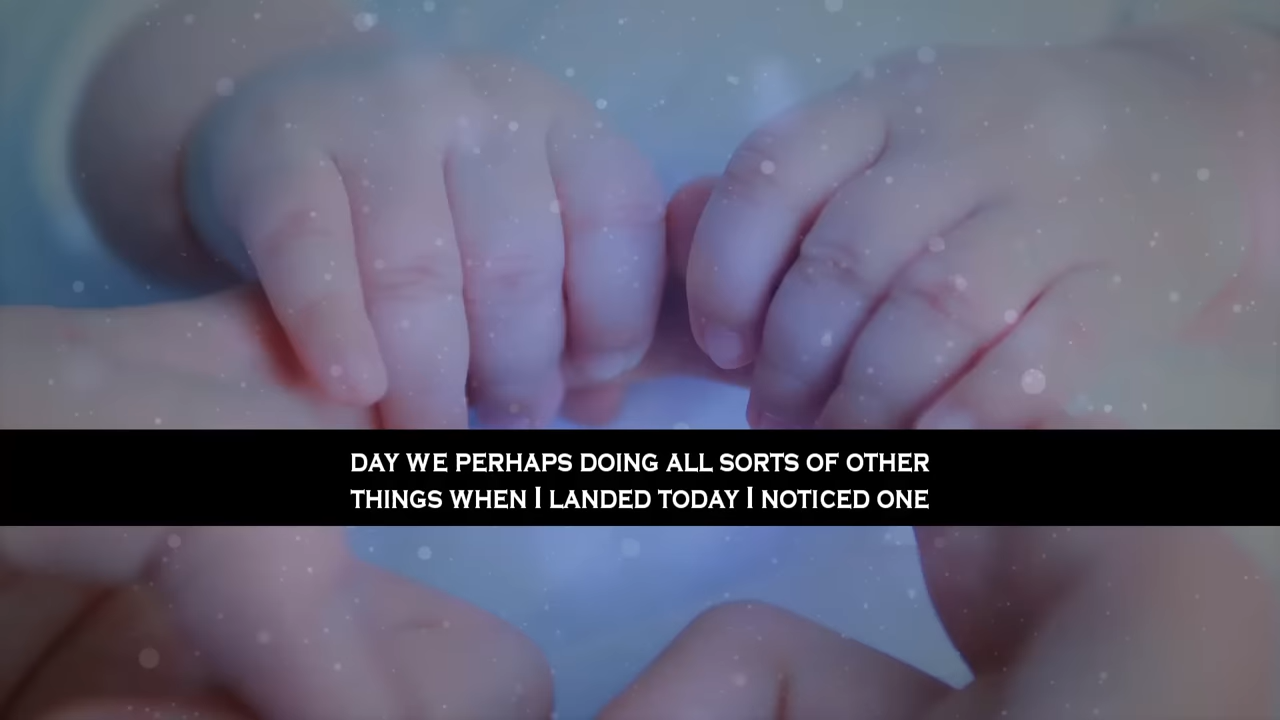 DAY WE PERHAPS DOING ALL SORTS OF OTHER
THINGS WHEN I LANDED TODAY I NOTICED ONE